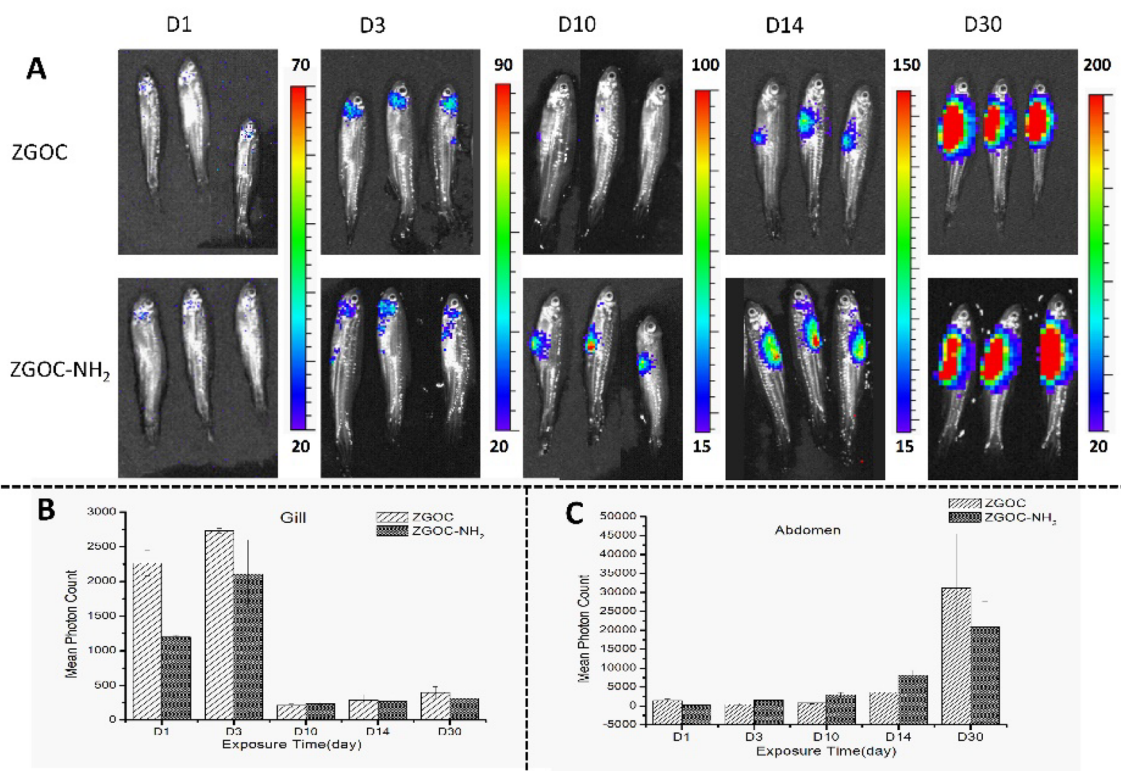 D1 D3 D10 D14 D30
A
70 90 100 150 200
ZGOC
ZGOC-NH₂
20 20 15 15 20
B
Gill
ZGOC
ZGOC-NH₂
Mean Photon Count
3000
2500
2000
1500
1000
500
0
D1 D3 D10 D14 D30
Exposure Time(day)
C
Abdomen
ZGOC
ZGOC-NH₂
Mean Photon Count
50000
45000
40000
35000
30000
25000
20000
15000
10000
5000
0
-5000
D1 D3 D10 D14 D30
Exposure Time(day)